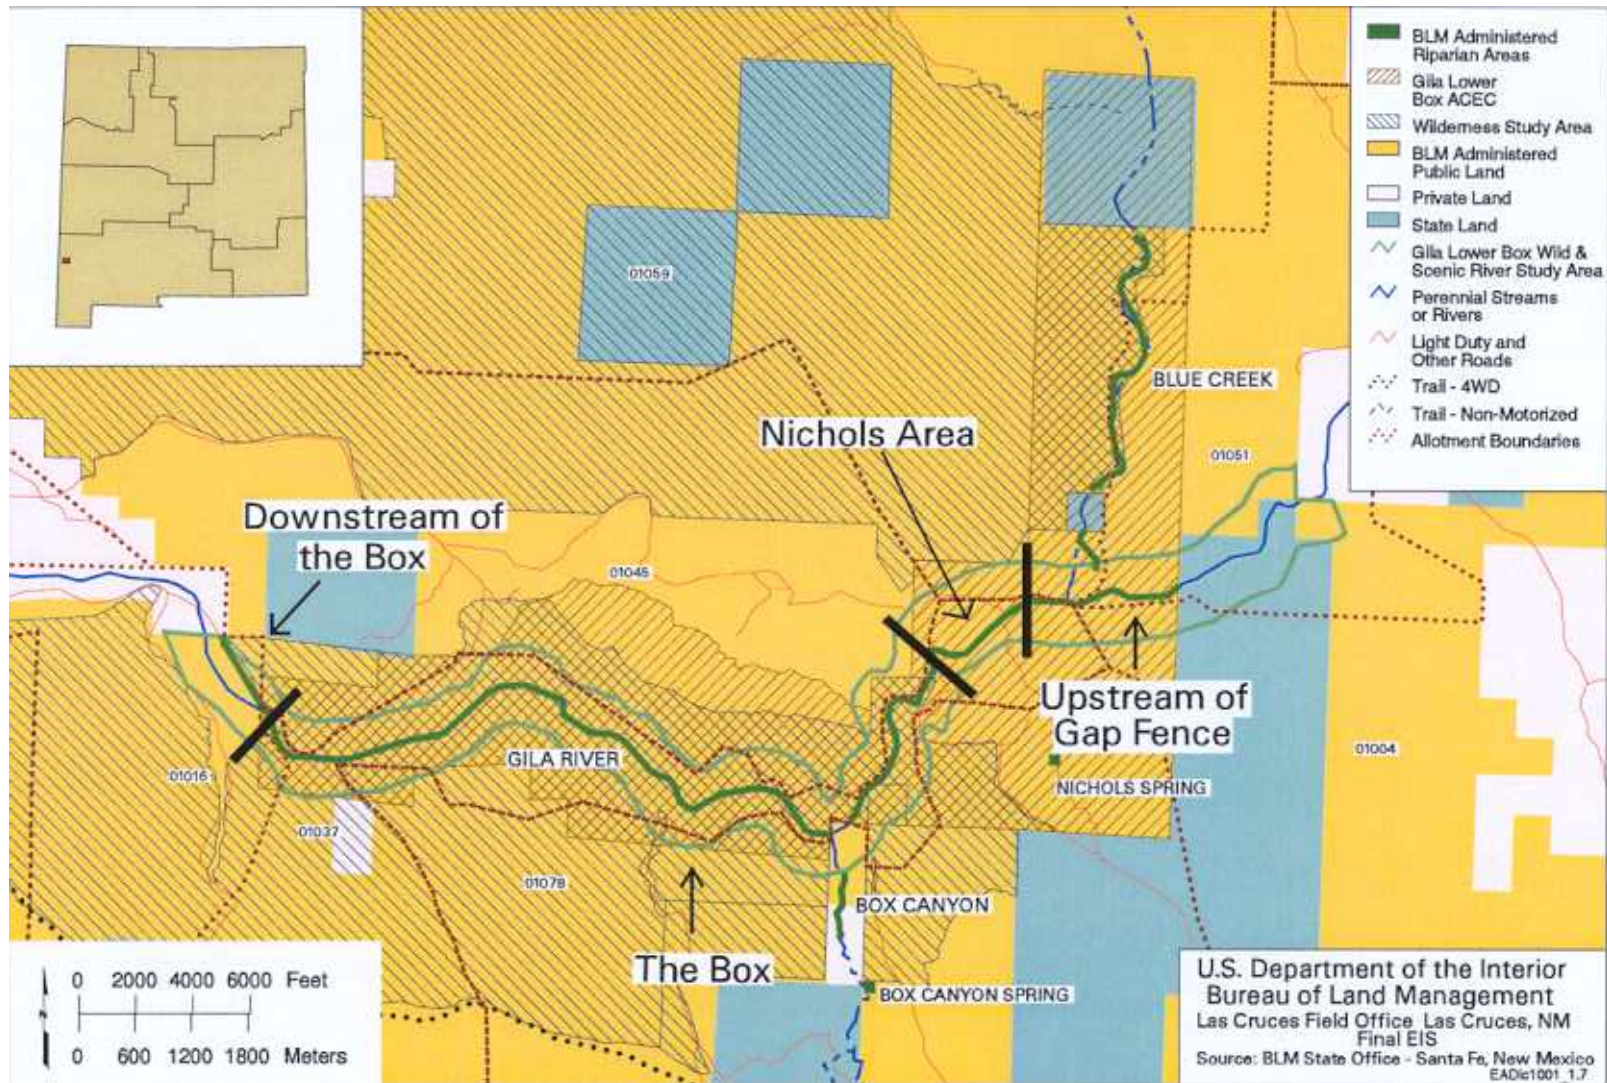 BLM Administered
Riparian Areas
Gila Lower
Box ACEC
Wilderness Study Area
BLM Administered
Public Land
Private Land
State Land
Gila Lower Box Wild &
Scenic River Study Area
Perennial Streams
or Rivers
Light Duty and
Other Roads
Trail - 4WD
Trail - Non-Motorized
Allotment Boundaries
01059
BLUE CREEK
Nichols Area
01051
Downstream of
the Box
01045
Upstream of
Gap Fence
GILA RIVER
01016
01004
NICHOLS SPRING
01037
01078
BOX CANYON
The Box
BOX CANYON SPRING
0 2000 4000 6000 Feet
0 600 1200 1800 Meters
U.S. Department of the Interior
Bureau of Land Management
Las Cruces Field Office Las Cruces, NM
Final EIS
Source: BLM State Office - Santa Fe, New Mexico
EADlc1001 1.7